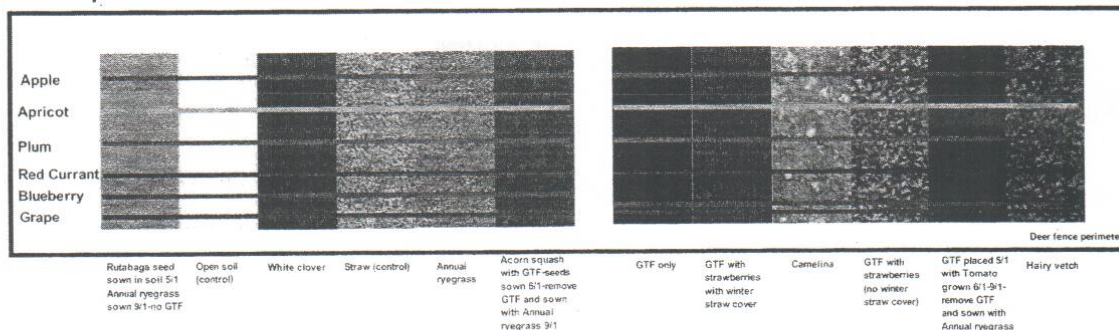 Apple
Apricot
Plum
Red Currant
Blueberry
Grape
Deer fence perimete
Rutabaga seed
sown in soil 5/1
Annual ryegrass
sown 9/1-no GTF
Open soil
(control)
White clover
Straw (control)
Annual
ryegrass
Acorn squash
with GTF-seeds
sown 6/1-remove
GTF and sown
with Annual
ryegrass 9/1
GTF only
GTF with
strawberries
with winter
straw cover
Camelina
GTF with
strawberries
(no winter
straw cover)
GTF placed 5/1
with Tomato
grown 6/1-9/1-
remove GTF
and sown with
Annual ryegrass
Hairy vetch